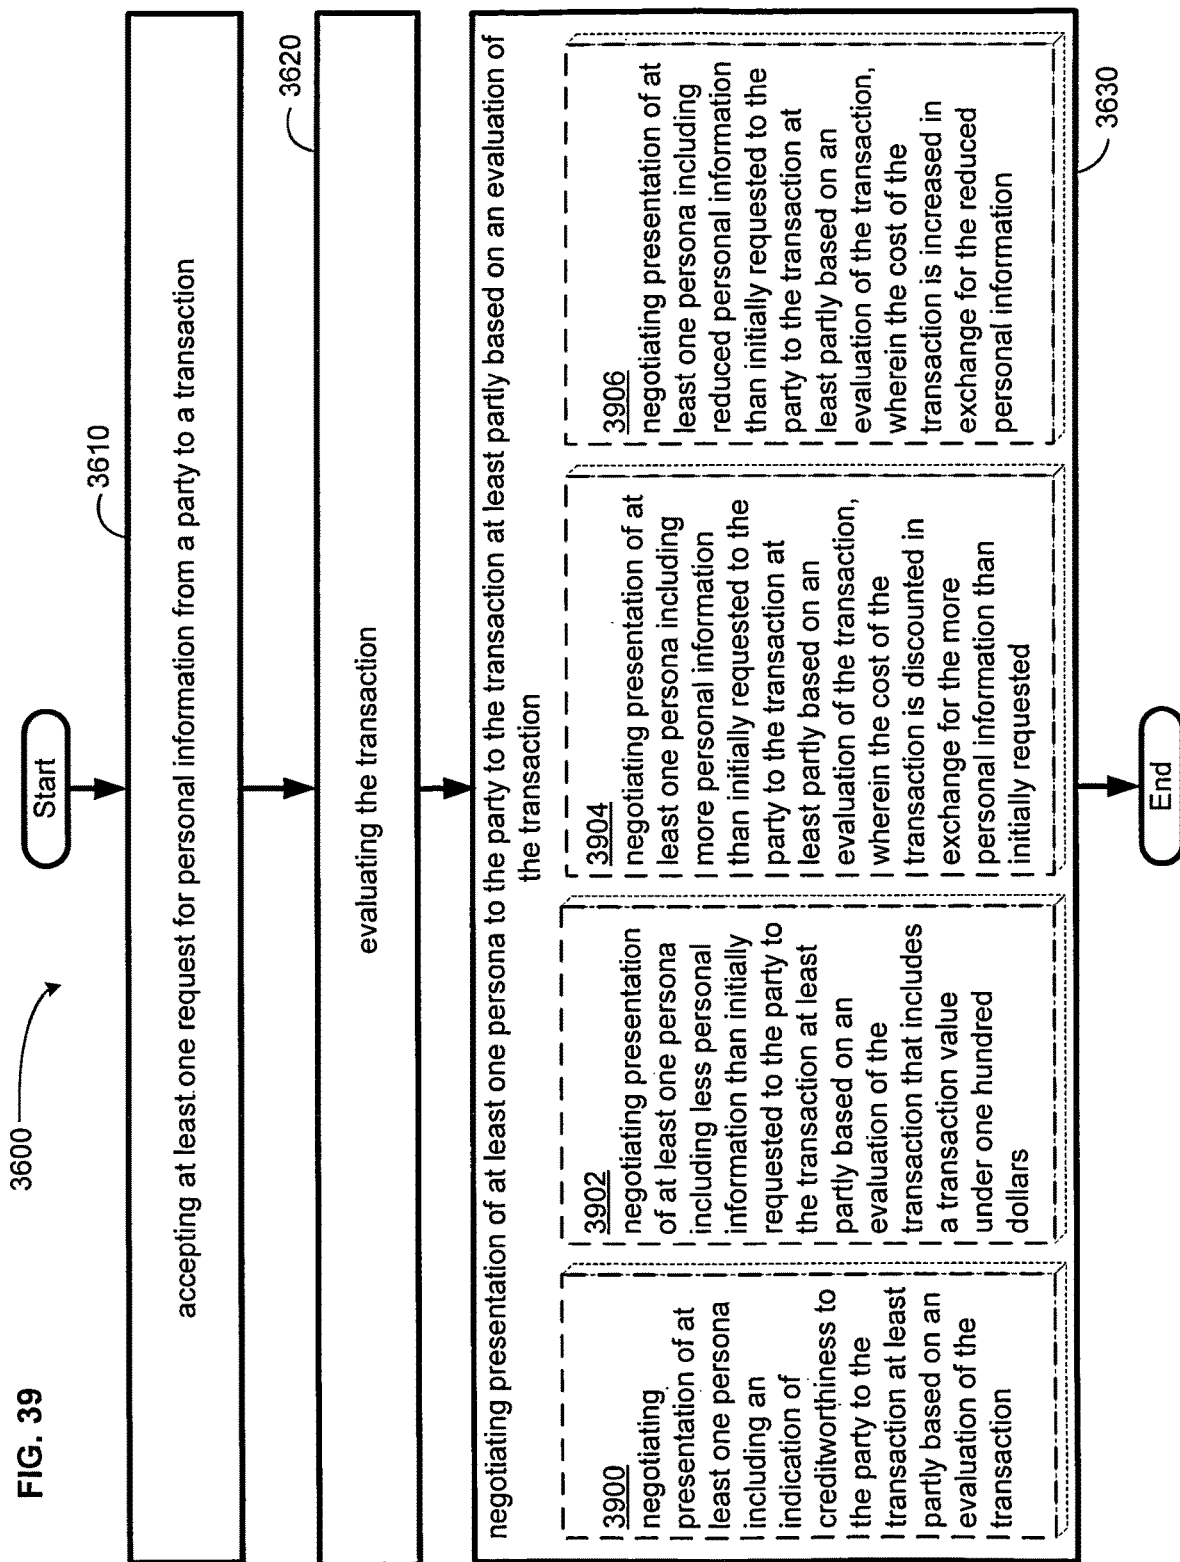 FIG. 39
3600
Start
3610
accepting at least one request for personal information from a party to a transaction
3620
evaluating the transaction
negotiating presentation of at least one persona to the party to the transaction at least partly based on an evaluation of
the transaction
3900
negotiating
presentation of at
least one persona
including an
indication of
creditworthiness to
the party to the
transaction at least
partly based on an
evaluation of the
transaction
3902
negotiating presentation
of at least one persona
including less personal
information than initially
requested to the party to
the transaction at least
partly based on an
evaluation of the
transaction that includes
a transaction value
under one hundred
dollars
3904
negotiating presentation of at
least one persona including
more personal information
than initially requested to the
party to the transaction at
least partly based on an
evaluation of the transaction,
wherein the cost of the
transaction is discounted in
exchange for the more
personal information than
initially requested
3906
negotiating presentation of at
least one persona including
reduced personal information
than initially requested to the
party to the transaction at
least partly based on an
evaluation of the transaction,
wherein the cost of the
transaction is increased in
exchange for the reduced
personal information
3630
End